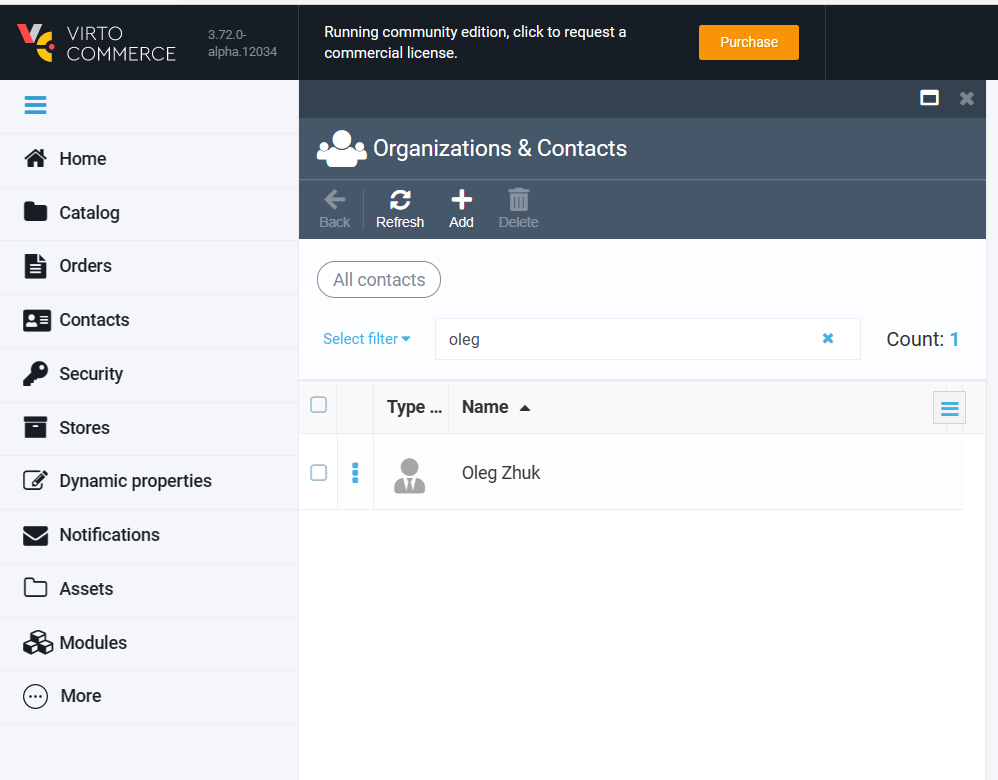 VIRTO
COMMERCE
3.72.0-
alpha.12034
Running community edition, click to request a
commercial license.
Purchase
Home
Catalog
Orders
Contacts
Security
Stores
Dynamic properties
Notifications
Assets
Modules
More
Organizations & Contacts
Back
Refresh
Add
Delete
All contacts
Select filter
oleg
Count: 1
Type ...
Name
Oleg Zhuk